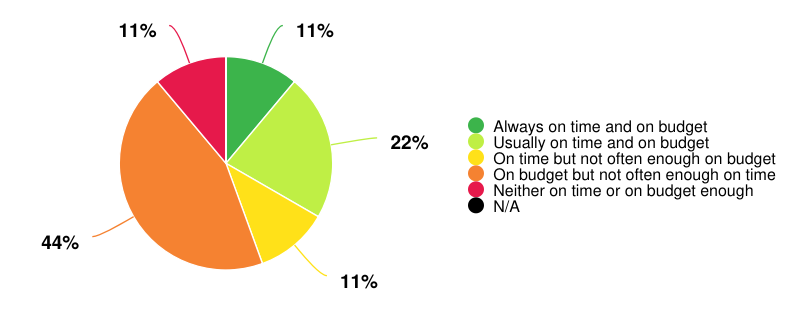 11%
11%
22%
44%
11%
Always on time and on budget
Usually on time and on budget
On time but not often enough on budget
On budget but not often enough on time
Neither on time or on budget enough
N/A